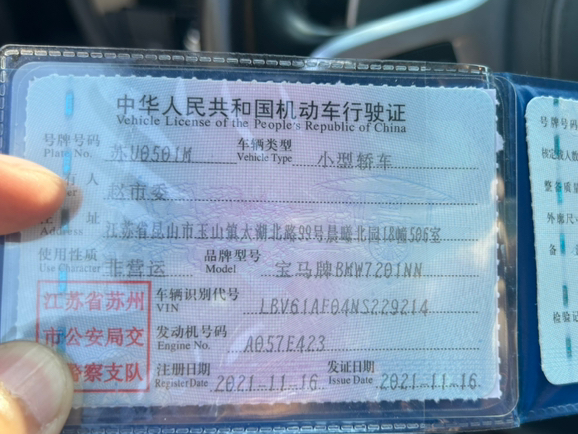 中华人民共和国机动车行驶证
Vehicle License of the People's Republic of China
号牌号码 Plate No. 苏U0501M 车辆类型 Vehicle Type 小型轿车
人 赵市委
址 Address 江苏省昆山市玉山镇太湖北路99号晨曦北园18幢506室
使用性质 Use Character 非营运 品牌型号 Model 宝马牌BMW7201NN
车辆识别代号 VIN LBV61AF04NS229214
发动机号码 Engine No. A057E423
注册日期 Register Date 2021-11-16 发证日期 Issue Date 2021-11-16
江苏省苏州
市公安局交
警察支队
号牌号码
核定载人数
整备质
外廓尺
备
检验记